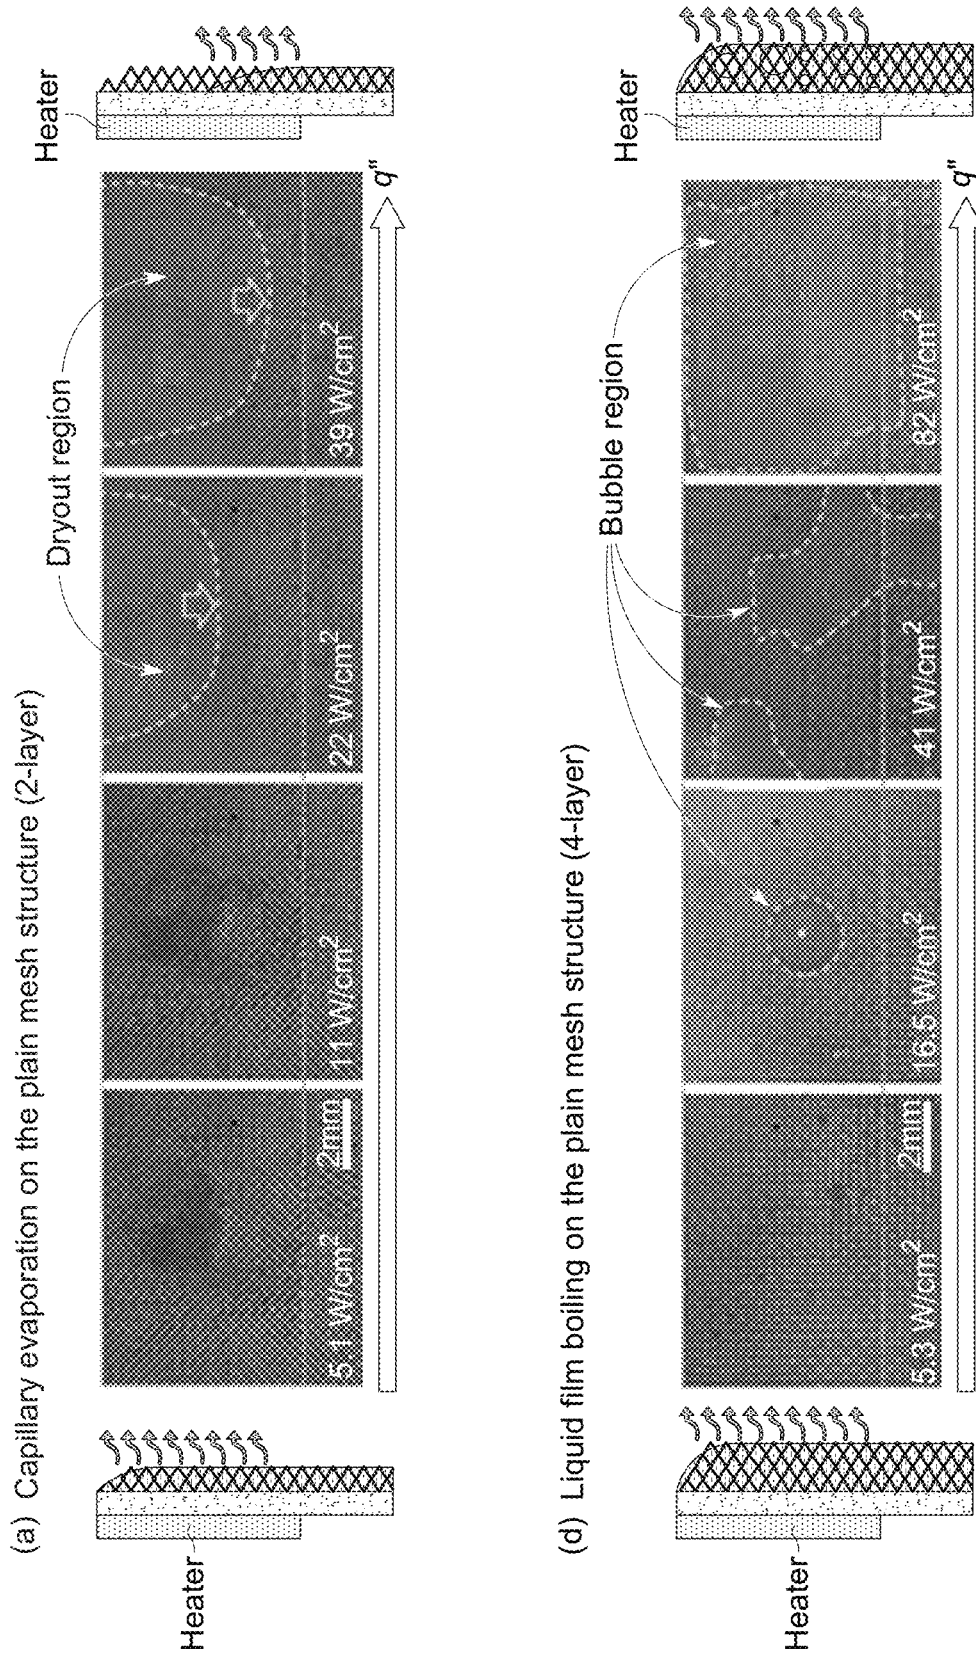 (a) Capillary evaporation on the plain mesh structure (2-layer)
Dryout region
Heater
Heater
5.1 W/cm²
2mm
11 W/cm²
22 W/cm²
39 W/cm²
q"
(d) Liquid film boiling on the plain mesh structure (4-layer)
Bubble region
Heater
Heater
5.3 W/cm²
2mm
16.5 W/cm²
41 W/cm²
82 W/cm²
q"